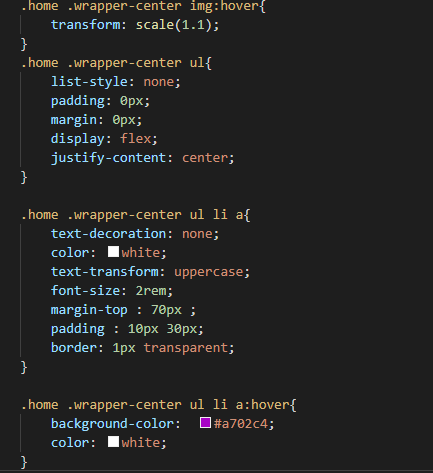 .home .wrapper-center img:hover{
    transform: scale(1.1);
}
.home .wrapper-center ul{
    list-style: none;
    padding: 0px;
    margin: 0px;
    display: flex;
    justify-content: center;
}

.home .wrapper-center ul li a{
    text-decoration: none;
    color: white;
    text-transform: uppercase;
    font-size: 2rem;
    margin-top : 70px ;
    padding : 10px 30px;
    border: 1px transparent;
}

.home .wrapper-center ul li a:hover{
    background-color:  #a702c4;
    color: white;
}